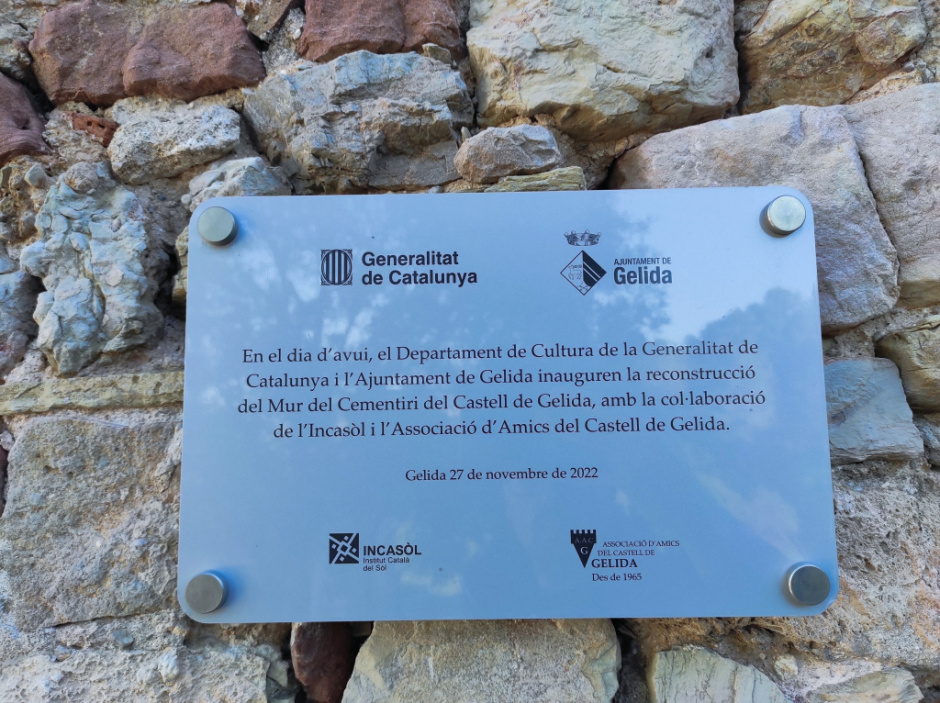 Generalitat
de Catalunya
AJUNTAMENT DE
Gelida
En el dia d'avui, el Departament de Cultura de la Generalitat de
Catalunya i l'Ajuntament de Gelida inauguren la reconstrucció
del Mur del Cementiri del Castell de Gelida, amb la col·laboració
de l'Incasòl i l'Associació d'Amics del Castell de Gelida.
Gelida 27 de novembre de 2022
INCASÒL
Institut Català
del Sòl
A.A.C.
G
ASSOCIACIÓ D'AMICS
DEL CASTELL DE
GELIDA
Des de 1965